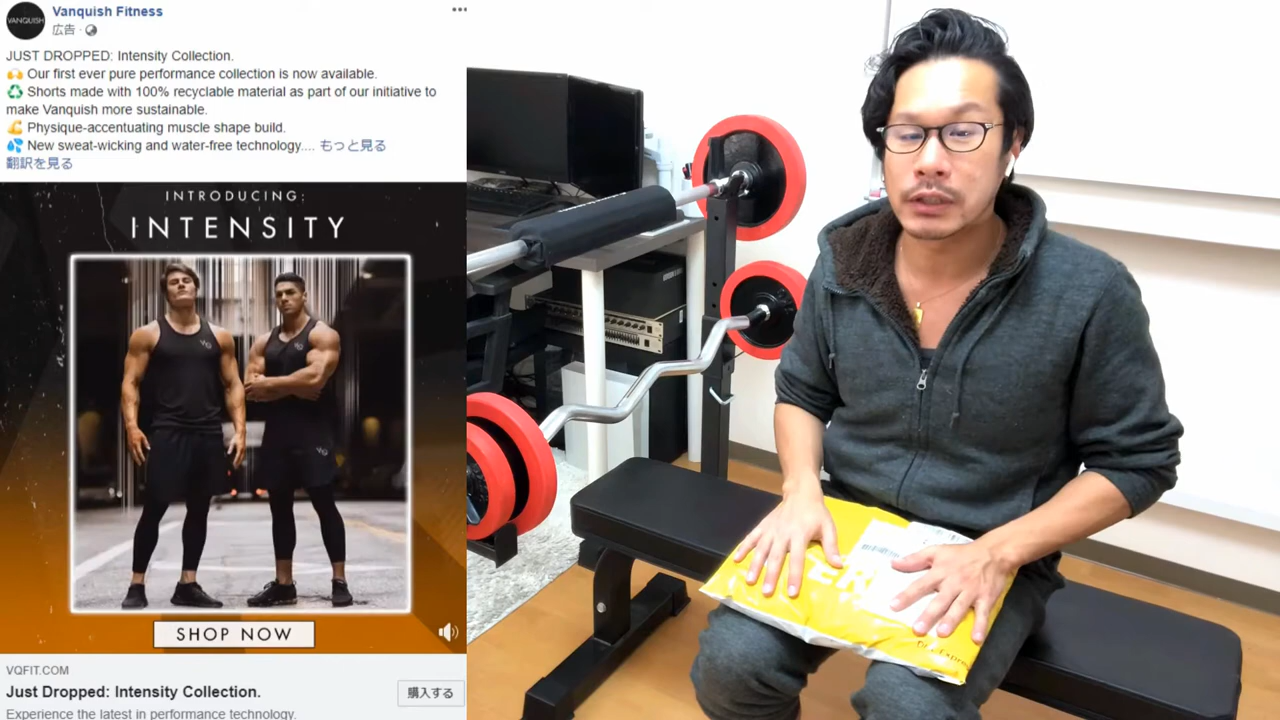 VANQUISH
Vanquish Fitness
広告 ·
JUST DROPPED: Intensity Collection.
🙌 Our first ever pure performance collection is now available.
♻️ Shorts made with 100% recyclable material as part of our initiative to
make Vanquish more sustainable.
💪 Physique-accentuating muscle shape build.
💦 New sweat-wicking and water-free technology.... もっと見る
翻訳を見る
INTRODUCING:
INTENSITY
SHOP NOW
VQFIT.COM
Just Dropped: Intensity Collection.
購入する
Experience the latest in performance technology.